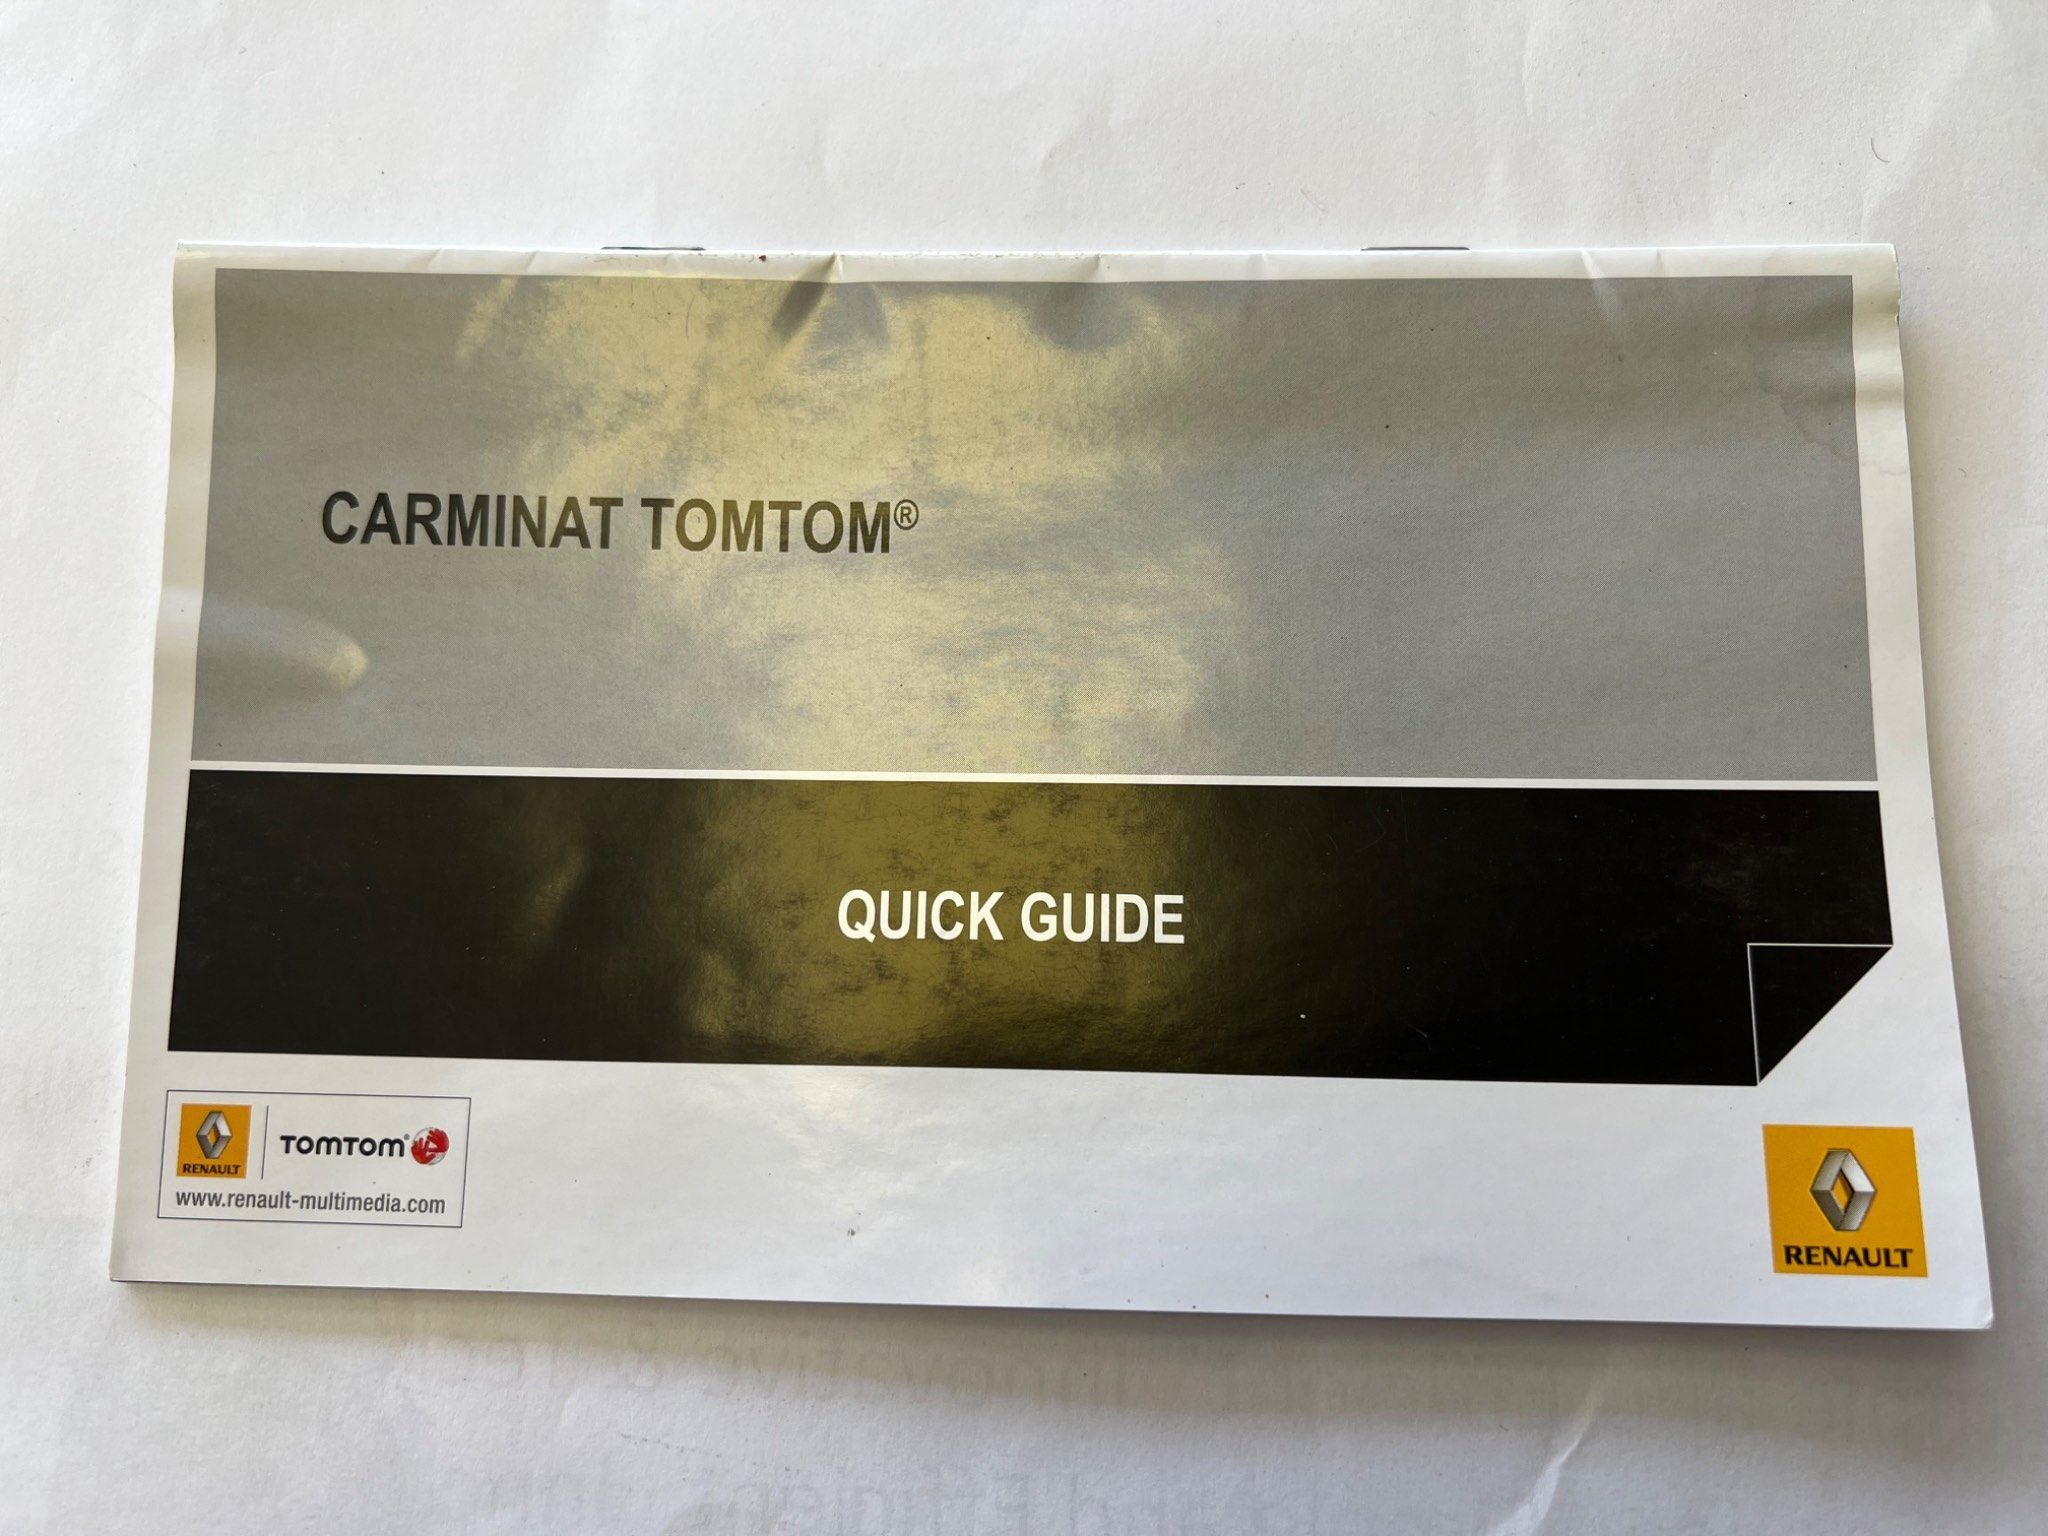 CARMINAT TOMTOM®
QUICK GUIDE
RENAULT
TOMTOM®
www.renault-multimedia.com
RENAULT